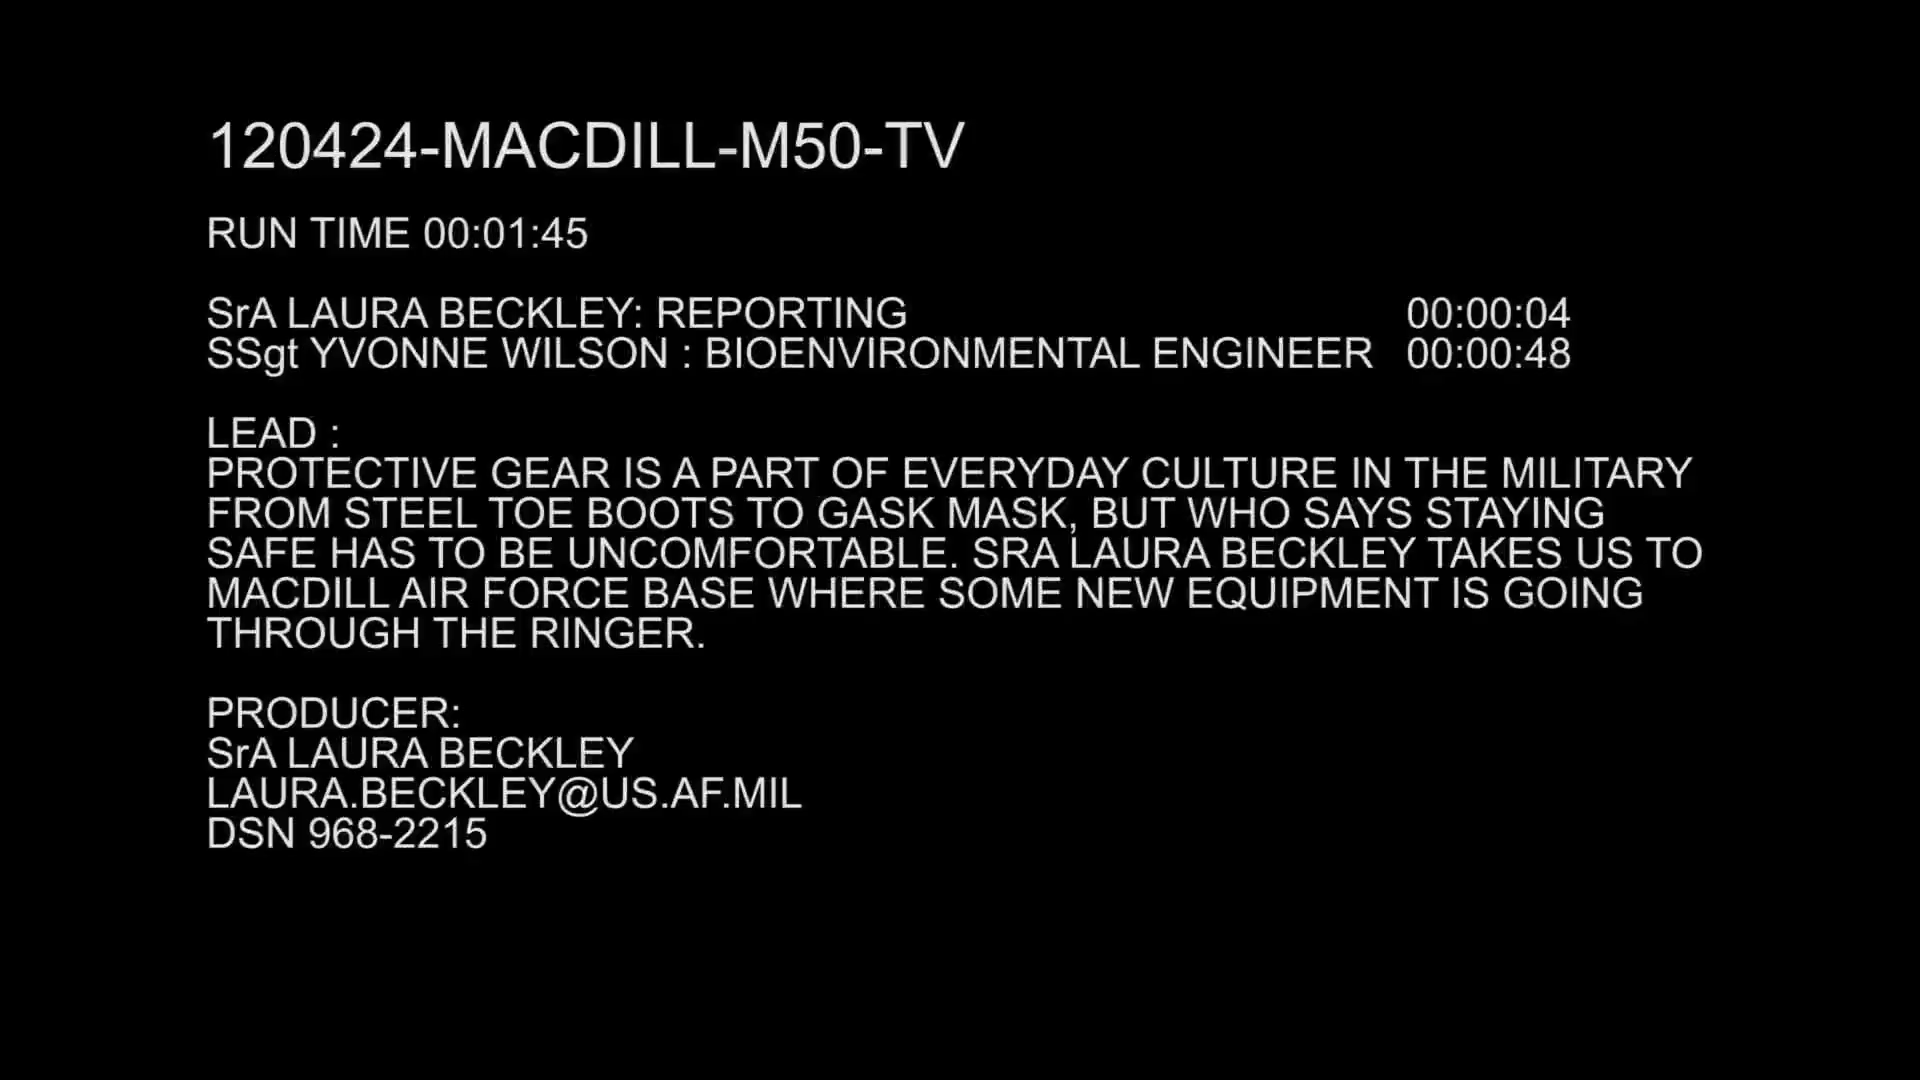 120424-MACDILL-M50-TV
RUN TIME 00:01:45
SrA LAURA BECKLEY: REPORTING 00:00:04
SSgt YVONNE WILSON : BIOENVIRONMENTAL ENGINEER 00:00:48
LEAD :
PROTECTIVE GEAR IS A PART OF EVERYDAY CULTURE IN THE MILITARY
FROM STEEL TOE BOOTS TO GASK MASK, BUT WHO SAYS STAYING
SAFE HAS TO BE UNCOMFORTABLE. SRA LAURA BECKLEY TAKES US TO
MACDILL AIR FORCE BASE WHERE SOME NEW EQUIPMENT IS GOING
THROUGH THE RINGER.
PRODUCER:
SrA LAURA BECKLEY
LAURA.BECKLEY@US.AF.MIL
DSN 968-2215